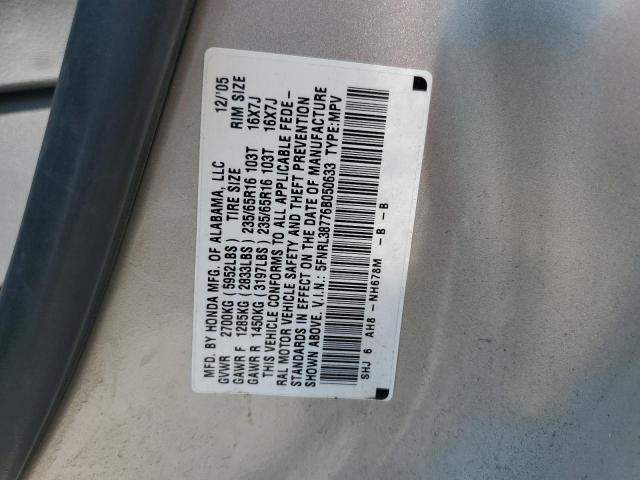 MFD. BY HONDA MFG. OF ALABAMA, LLC 12/'05
GVWR 2700KG (5952LBS) TIRE SIZE RIM SIZE
GAWR F 1285KG (2833LBS) 235/65R16 103T 16X7J
GAWR R 1450KG (3197LBS) 235/65R16 103T 16X7J
THIS VEHICLE CONFORMS TO ALL APPLICABLE FEDE-
RAL MOTOR VEHICLE SAFETY AND THEFT PREVENTION
STANDARDS IN EFFECT ON THE DATE OF MANUFACTURE
SHOWN ABOVE. V.I.N.: 5FNRL38776B050633 TYPE:MPV
SHJ 6 AH8 - NH678M - B - B